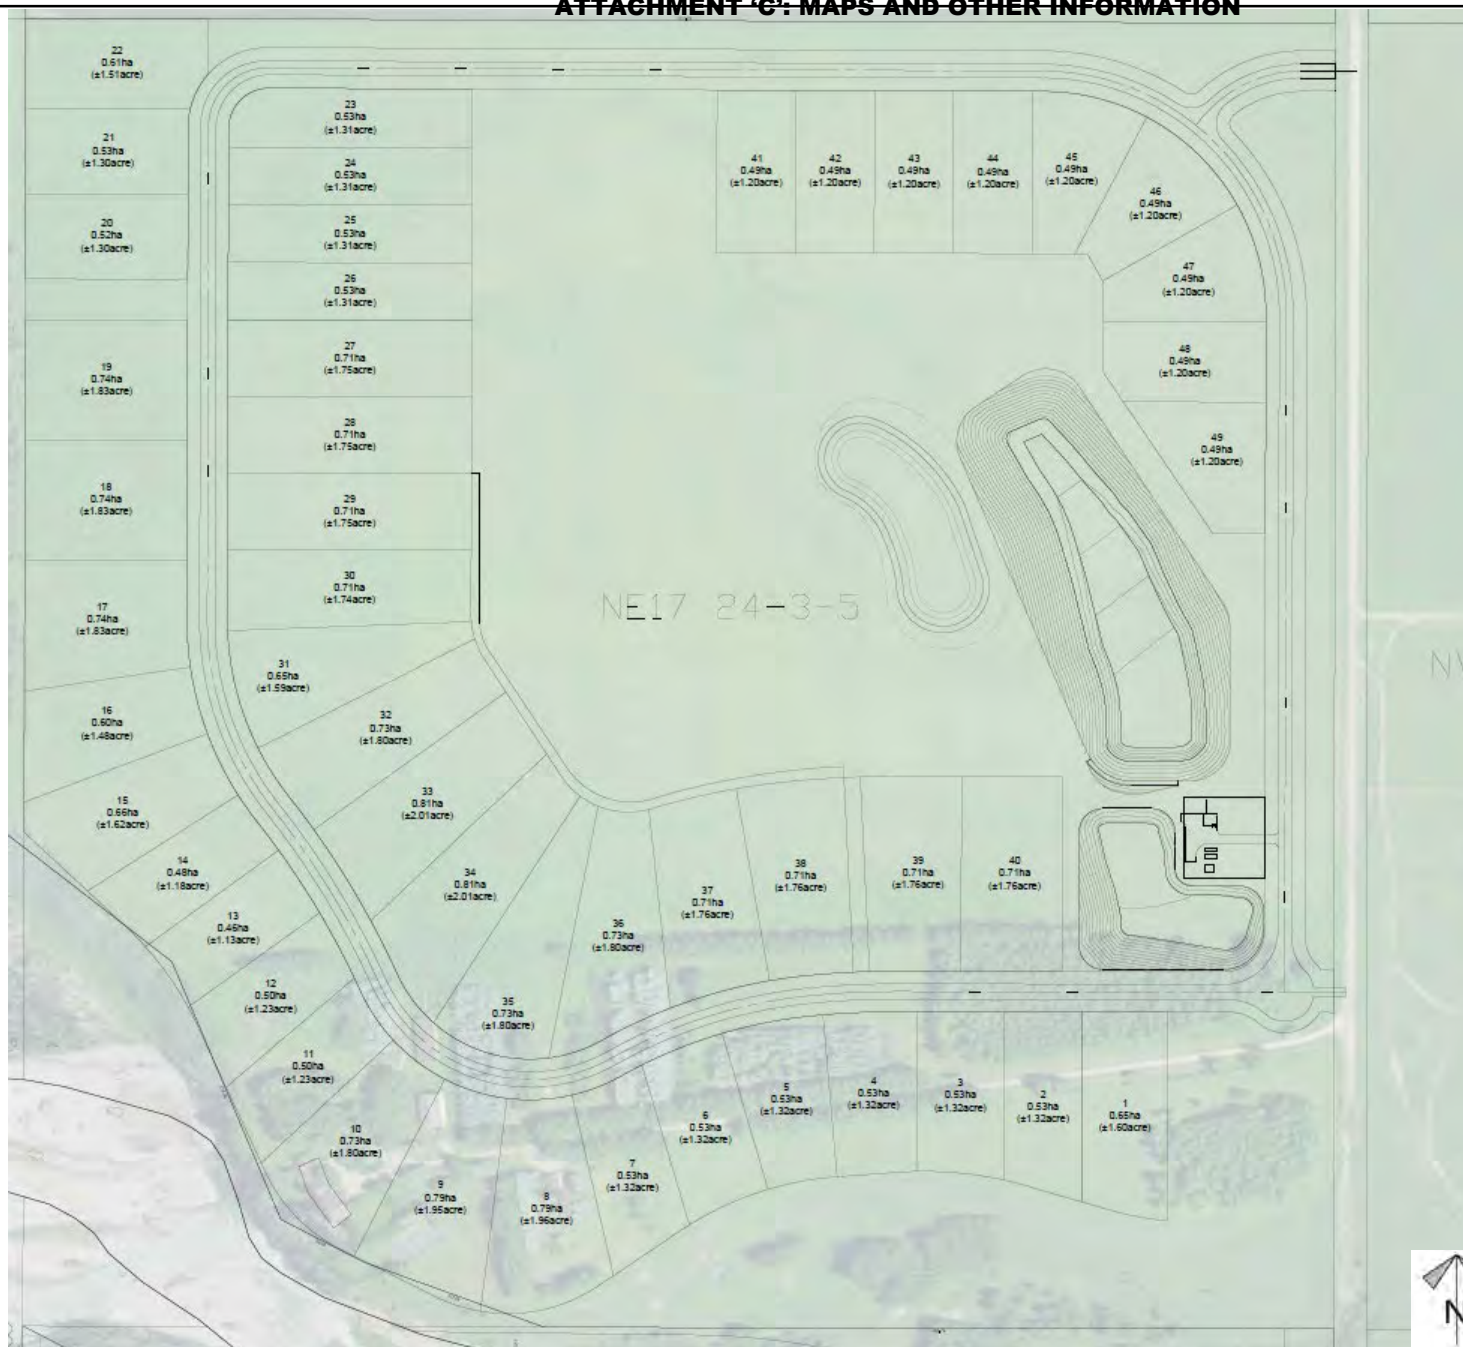 ATTACHMENT ‘C’: MAPS AND OTHER INFORMATION
22
0.61ha
(±1.51acre)
21
0.53ha
(±1.30acre)
20
0.52ha
(±1.30acre)
19
0.74ha
(±1.83acre)
18
0.74ha
(±1.83acre)
17
0.74ha
(±1.83acre)
16
0.60ha
(±1.48acre)
15
0.66ha
(±1.62acre)
14
0.48ha
(±1.18acre)
13
0.46ha
(±1.13acre)
12
0.50ha
(±1.23acre)
11
0.50ha
(±1.23acre)
10
0.73ha
(±1.80acre)
9
0.79ha
(±1.95acre)
8
0.79ha
(±1.96acre)
7
0.53ha
(±1.32acre)
6
0.53ha
(±1.32acre)
5
0.53ha
(±1.32acre)
4
0.53ha
(±1.32acre)
3
0.53ha
(±1.32acre)
2
0.53ha
(±1.32acre)
1
0.65ha
(±1.60acre)
23
0.53ha
(±1.31acre)
24
0.53ha
(±1.31acre)
25
0.53ha
(±1.31acre)
26
0.53ha
(±1.31acre)
27
0.71ha
(±1.75acre)
28
0.71ha
(±1.75acre)
29
0.71ha
(±1.75acre)
30
0.71ha
(±1.74acre)
31
0.65ha
(±1.59acre)
32
0.73ha
(±1.80acre)
33
0.81ha
(±2.01acre)
34
0.81ha
(±2.01acre)
35
0.73ha
(±1.80acre)
36
0.73ha
(±1.80acre)
37
0.71ha
(±1.76acre)
38
0.71ha
(±1.76acre)
39
0.71ha
(±1.76acre)
40
0.71ha
(±1.76acre)
41
0.49ha
(±1.20acre)
42
0.49ha
(±1.20acre)
43
0.49ha
(±1.20acre)
44
0.49ha
(±1.20acre)
45
0.49ha
(±1.20acre)
46
0.49ha
(±1.20acre)
47
0.49ha
(±1.20acre)
48
0.49ha
(±1.20acre)
49
0.49ha
(±1.20acre)
NE17 24-3-5
N